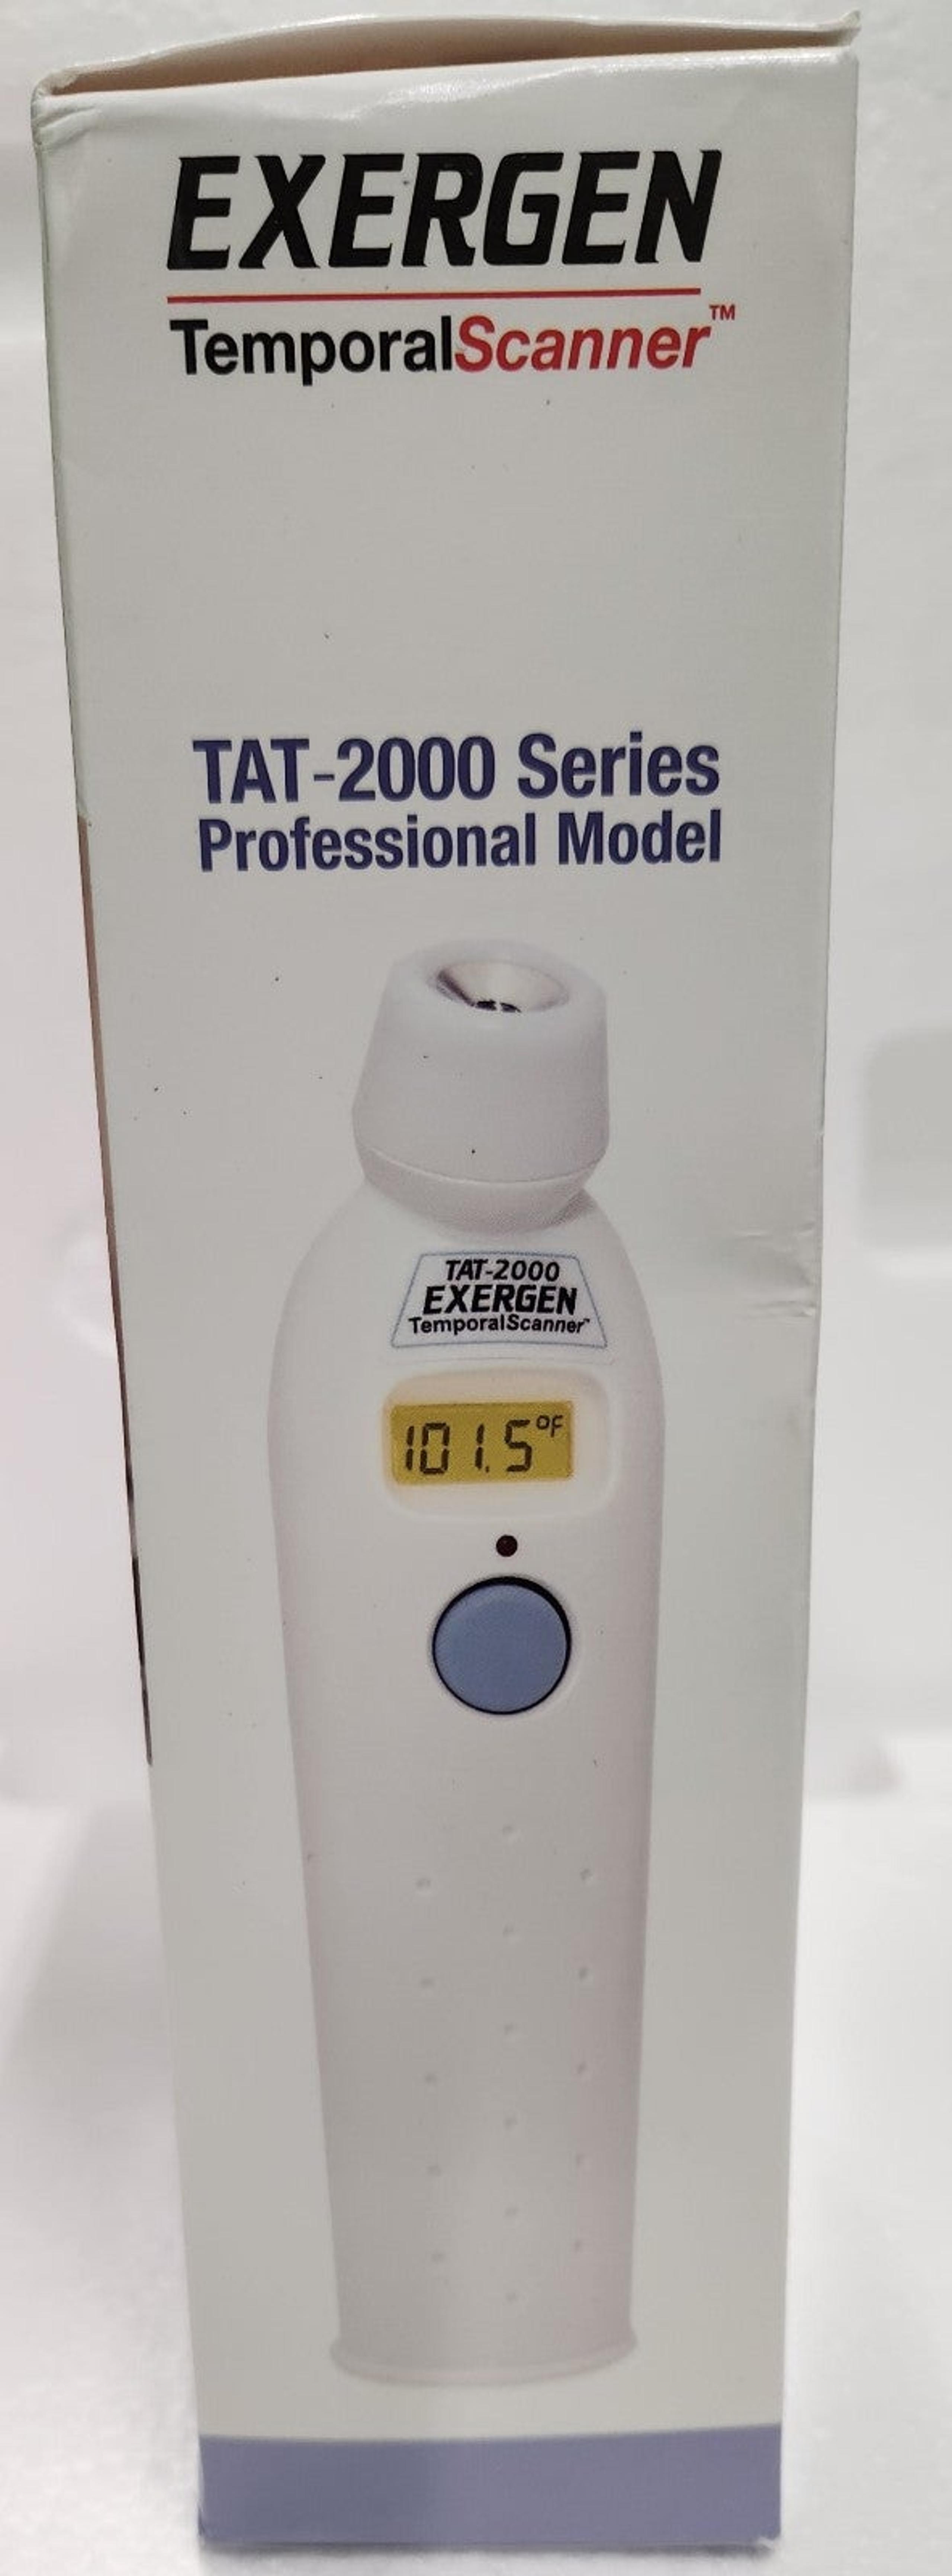 EXERGEN
TemporalScanner™
TAT-2000 Series
Professional Model
TAT-2000
EXERGEN
TemporalScanner™
101.5°F